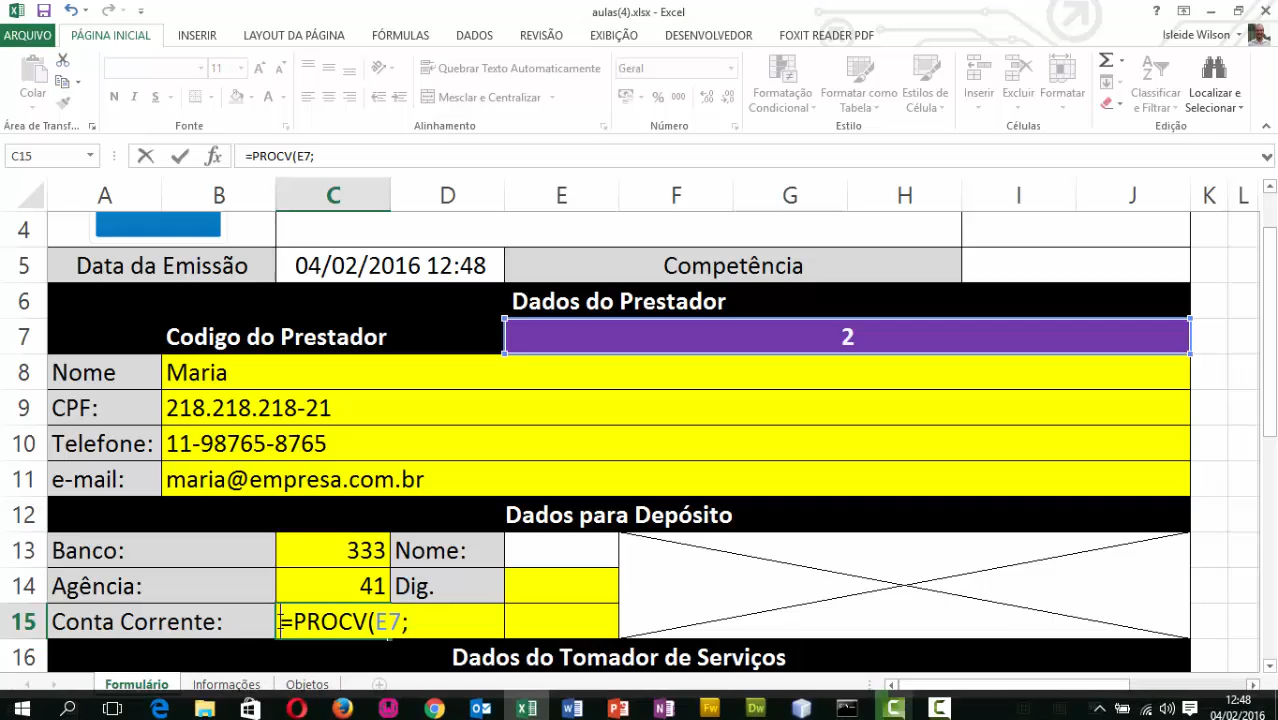 aulas(4).xlsx - Excel
ARQUIVO PÁGINA INICIAL INSERIR LAYOUT DA PÁGINA FÓRMULAS DADOS REVISÃO EXIBIÇÃO DESENVOLVEDOR FOXIT READER PDF Isleide Wilson
Colar
11
N I S
Quebrar Texto Automaticamente
Mesclar e Centralizar
Geral
% 000
Formatação Condicional
Formatar como Tabela
Estilos de Célula
Inserir Excluir Formatar
Classificar e Filtrar
Localizar e Selecionar
Área de Transf... Fonte Alinhamento Número Estilo Células Edição
C15 fx =PROCV(E7;
A B C D E F G H I J K L
4
5 Data da Emissão 04/02/2016 12:48 Competência
6 Dados do Prestador
7 Codigo do Prestador 2
8 Nome Maria
9 CPF: 218.218.218-21
10 Telefone: 11-98765-8765
11 e-mail: maria@empresa.com.br
12 Dados para Depósito
13 Banco: 333 Nome:
14 Agência: 41 Dig.
15 Conta Corrente: =PROCV(E7;
16 Dados do Tomador de Serviços
Formulário Informações Objetos
12:48
04/02/2016